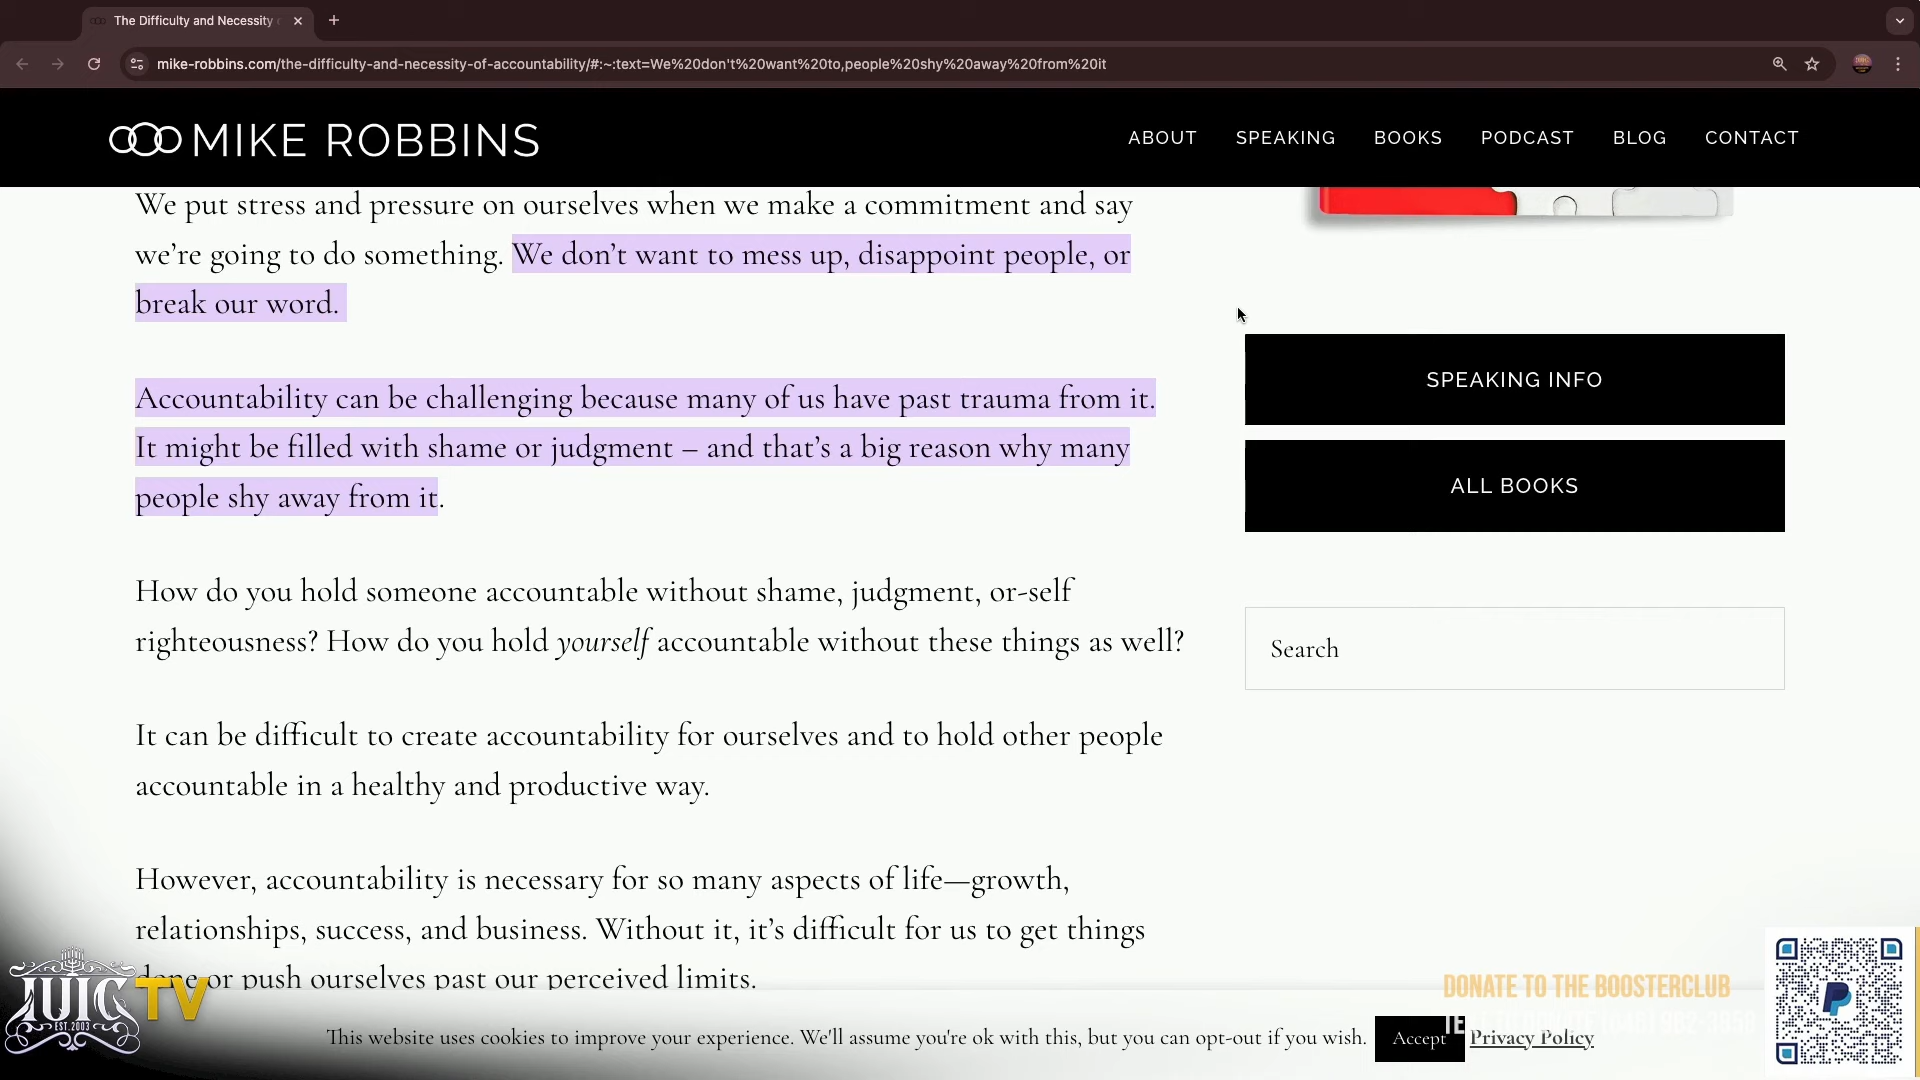 The Difficulty and Necessity
mike-robbins.com/the-difficulty-and-necessity-of-accountability/#:~:text=We%20don't%20want%20to,people%20shy%20away%20from%20it
MIKE ROBBINS
ABOUT
SPEAKING
BOOKS
PODCAST
BLOG
CONTACT
We put stress and pressure on ourselves when we make a commitment and say
we’re going to do something. We don’t want to mess up, disappoint people, or
break our word.
Accountability can be challenging because many of us have past trauma from it.
It might be filled with shame or judgment – and that’s a big reason why many
people shy away from it.
How do you hold someone accountable without shame, judgment, or-self
righteousness? How do you hold yourself accountable without these things as well?
It can be difficult to create accountability for ourselves and to hold other people
accountable in a healthy and productive way.
However, accountability is necessary for so many aspects of life—growth,
relationships, success, and business. Without it, it’s difficult for us to get things
done or push ourselves past our perceived limits.
SPEAKING INFO
ALL BOOKS
Search
IUIC TV
EST. 2003
DONATE TO THE BOOSTERCLUB
This website uses cookies to improve your experience. We'll assume you're ok with this, but you can opt-out if you wish.
Accept
Privacy Policy